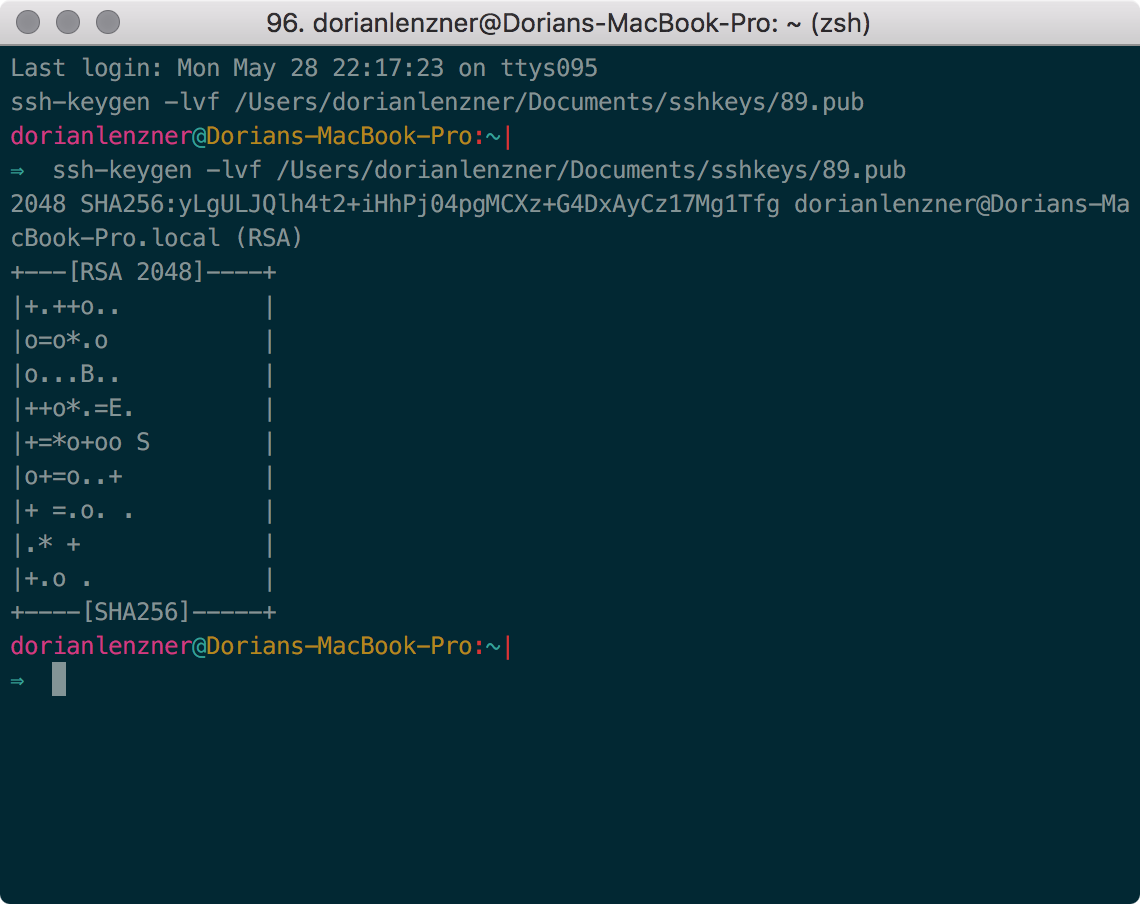 96. dorianlenzner@Dorians-MacBook-Pro: ~ (zsh)
Last login: Mon May 28 22:17:23 on ttys095
ssh-keygen -lvf /Users/dorianlenzner/Documents/sshkeys/89.pub
dorianlenzner@Dorians-MacBook-Pro:~|
⇒  ssh-keygen -lvf /Users/dorianlenzner/Documents/sshkeys/89.pub
2048 SHA256:yLgULJQlh4t2+iHhPj04pgMCXz+G4DxAyCz17Mg1Tfg dorianlenzner@Dorians-Ma
cBook-Pro.local (RSA)
+---[RSA 2048]----+
|+.++o..          |
|o=o*.o           |
|o...B..          |
|++o*.=E.         |
|+=*o+oo S        |
|o+=o..+          |
|+ =.o. .         |
|.* +             |
|+.o .            |
+----[SHA256]-----+
dorianlenzner@Dorians-MacBook-Pro:~|
⇒